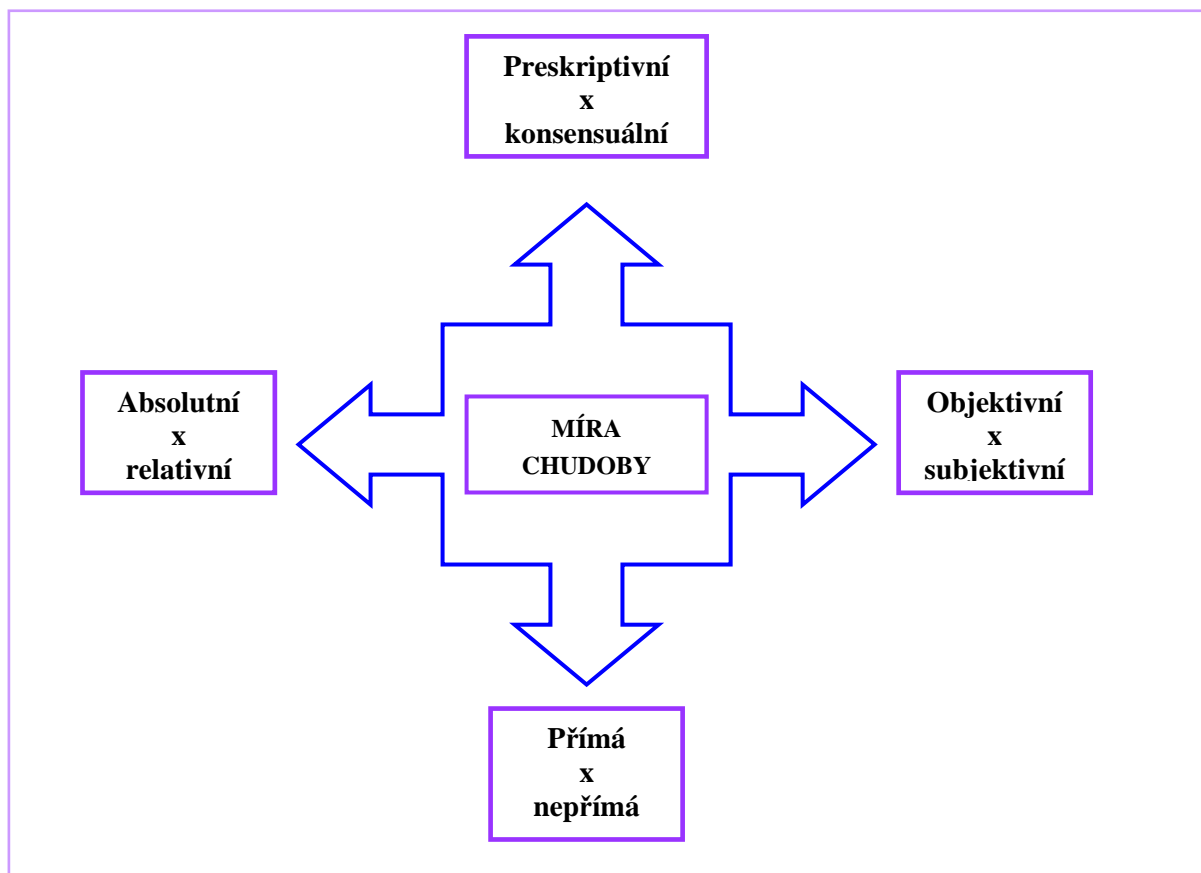 Preskriptivní
x
konsensuální
Absolutní
x
relativní
MÍRA
CHUDOBY
Objektivní
x
subjektivní
Přímá
x
nepřímá